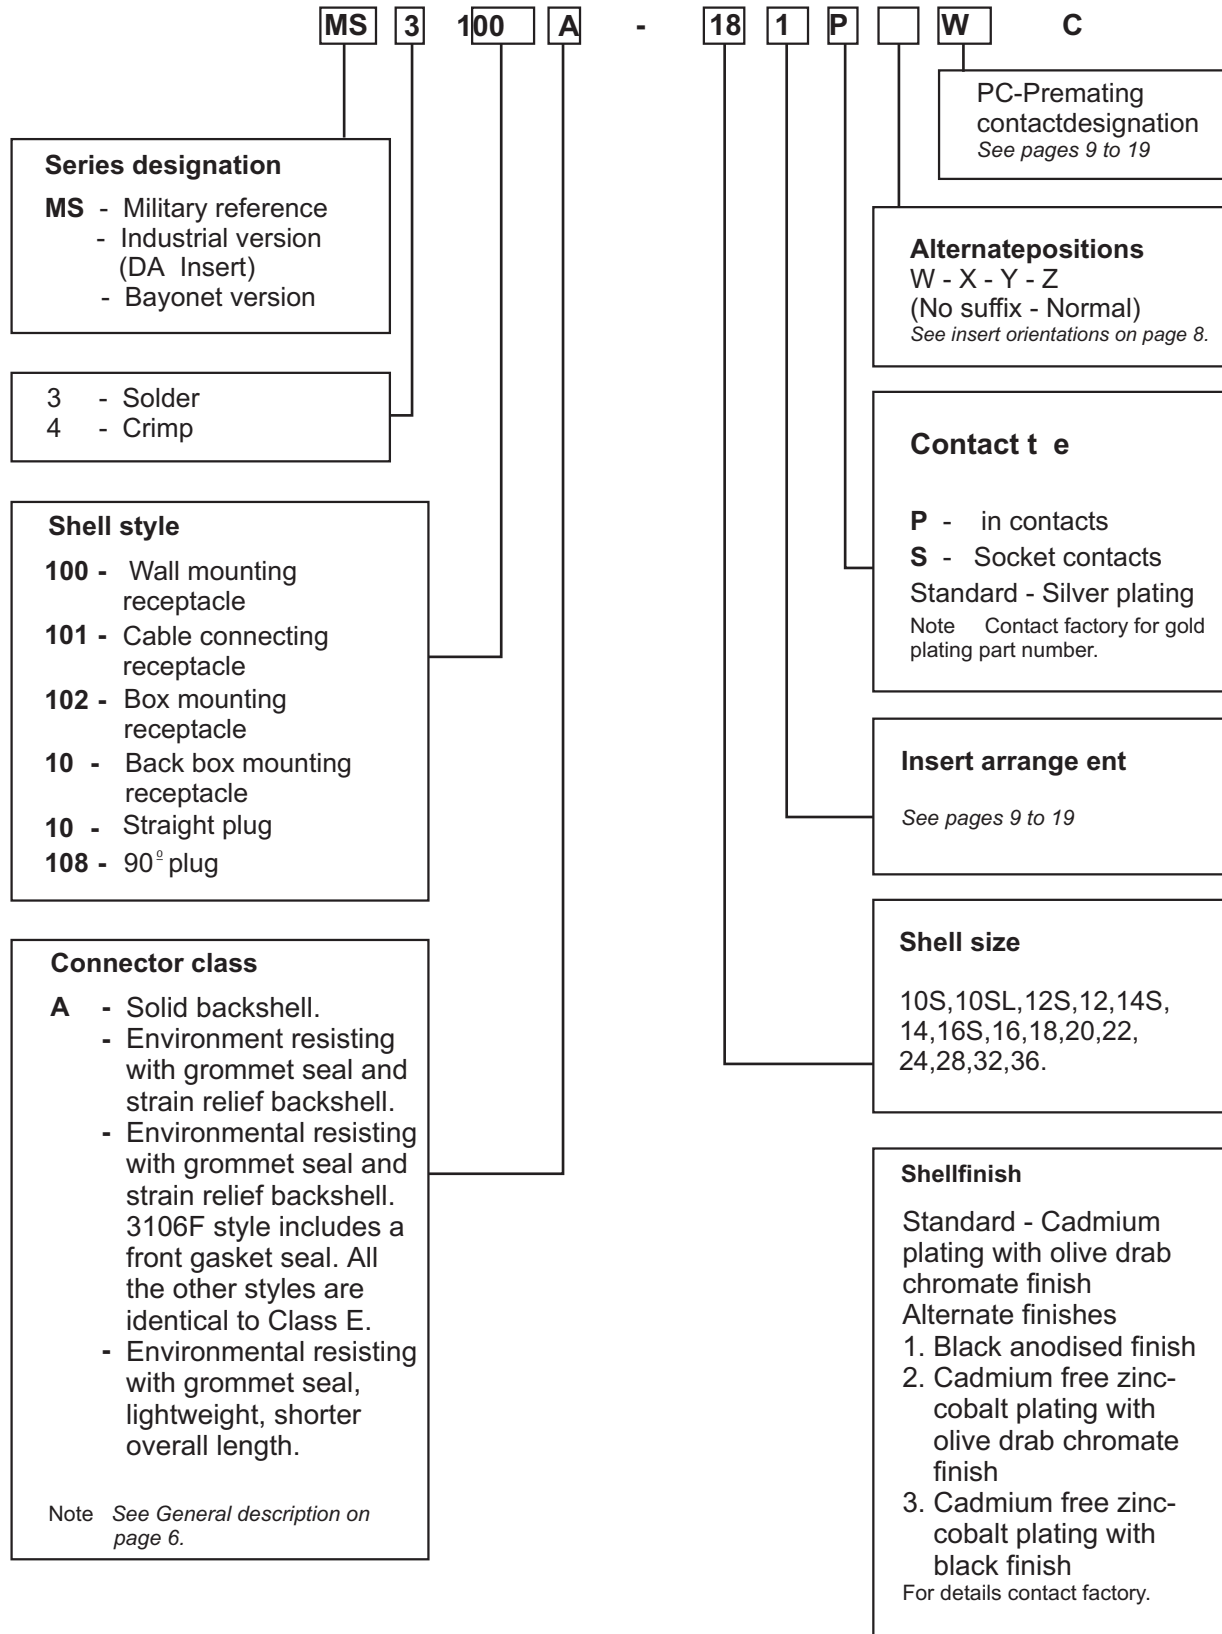 MS 3 100 A - 18 1 P W C
PC-Premating
contactdesignation
See pages 9 to 19
Series designation
MS - Military reference
- Industrial version
(DA Insert)
- Bayonet version
Alternatepositions
W - X - Y - Z
(No suffix - Normal)
See insert orientations on page 8.
3 - Solder
4 - Crimp
Contact t e
P - in contacts
S - Socket contacts
Standard - Silver plating
Note Contact factory for gold
plating part number.
Shell style
100 - Wall mounting
receptacle
101 - Cable connecting
receptacle
102 - Box mounting
receptacle
10 - Back box mounting
receptacle
10 - Straight plug
108 - 90º plug
Insert arrange ent
See pages 9 to 19
Shell size
10S,10SL,12S,12,14S,
14,16S,16,18,20,22,
24,28,32,36.
Connector class
A - Solid backshell.
- Environment resisting
with grommet seal and
strain relief backshell.
- Environmental resisting
with grommet seal and
strain relief backshell.
3106F style includes a
front gasket seal. All
the other styles are
identical to Class E.
- Environmental resisting
with grommet seal,
lightweight, shorter
overall length.
Note See General description on
page 6.
Shellfinish
Standard - Cadmium
plating with olive drab
chromate finish
Alternate finishes
1. Black anodised finish
2. Cadmium free zinc-
cobalt plating with
olive drab chromate
finish
3. Cadmium free zinc-
cobalt plating with
black finish
For details contact factory.